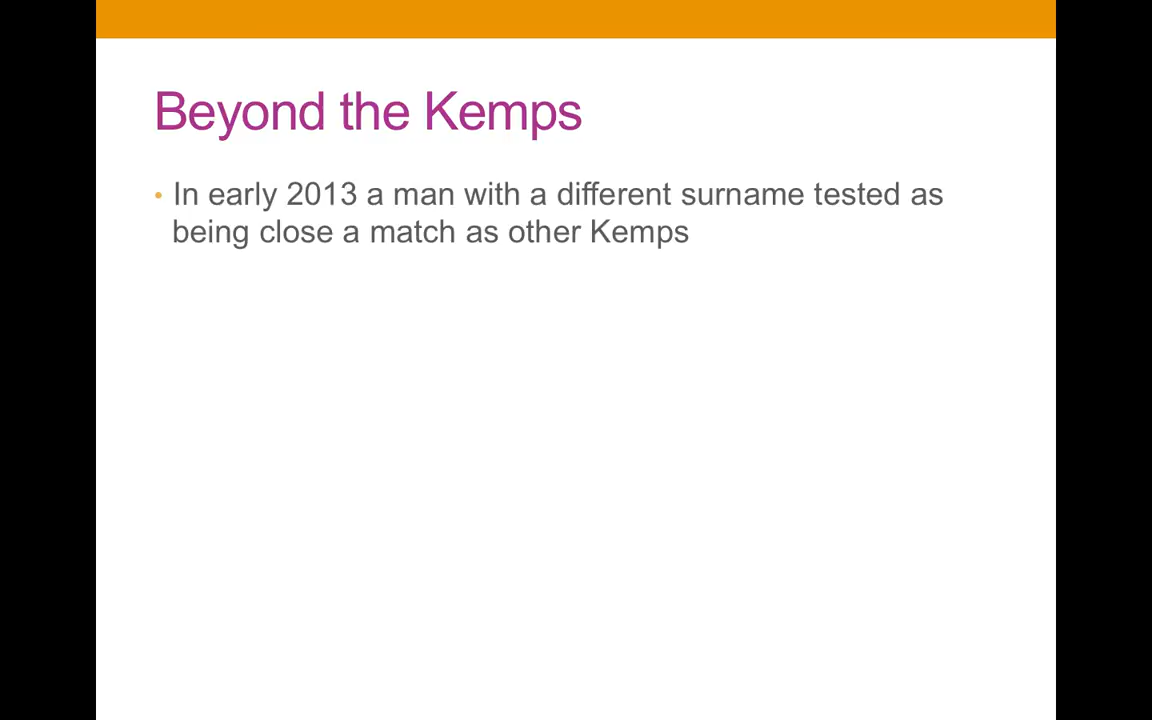 Beyond the Kemps
• In early 2013 a man with a different surname tested as
being close a match as other Kemps